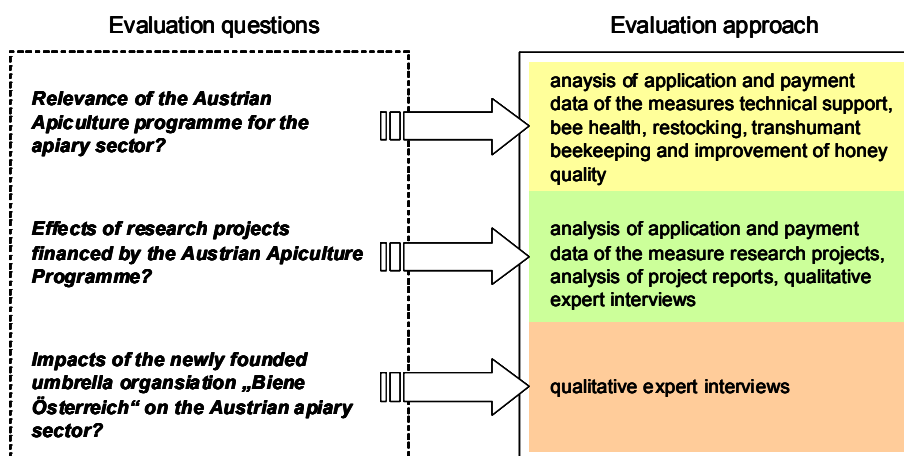 Evaluation questions
Evaluation approach
Relevance of the Austrian
Apiculture programme for the
apiary sector?
anaysis of application and payment
data of the measures technical support,
bee health, restocking, transhumant
beekeeping and improvement of honey
quality
Effects of research projects
financed by the Austrian Apiculture
Programme?
analysis of application and payment
data of the measure research projects,
analysis of project reports, qualitative
expert interviews
Impacts of the newly founded
umbrella organsiation „Biene
Österreich“ on the Austrian apiary
sector?
qualitative expert interviews